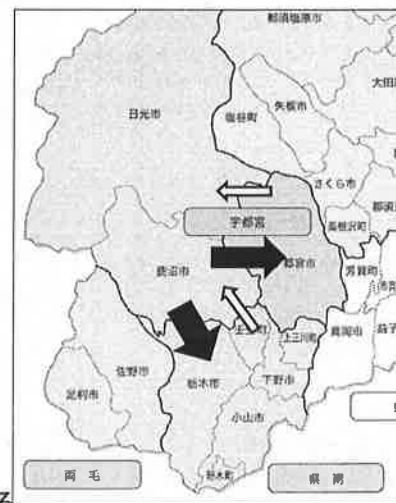 那須塩原市
大田
日光市
塩谷町
矢板市
さくら市
那須
宇都宮
高根沢町
鹿沼市
都宮市
芳賀町
上三川町
真岡市
佐野市
栃木市
下野市
足利市
小山市
野木町
両毛
県南